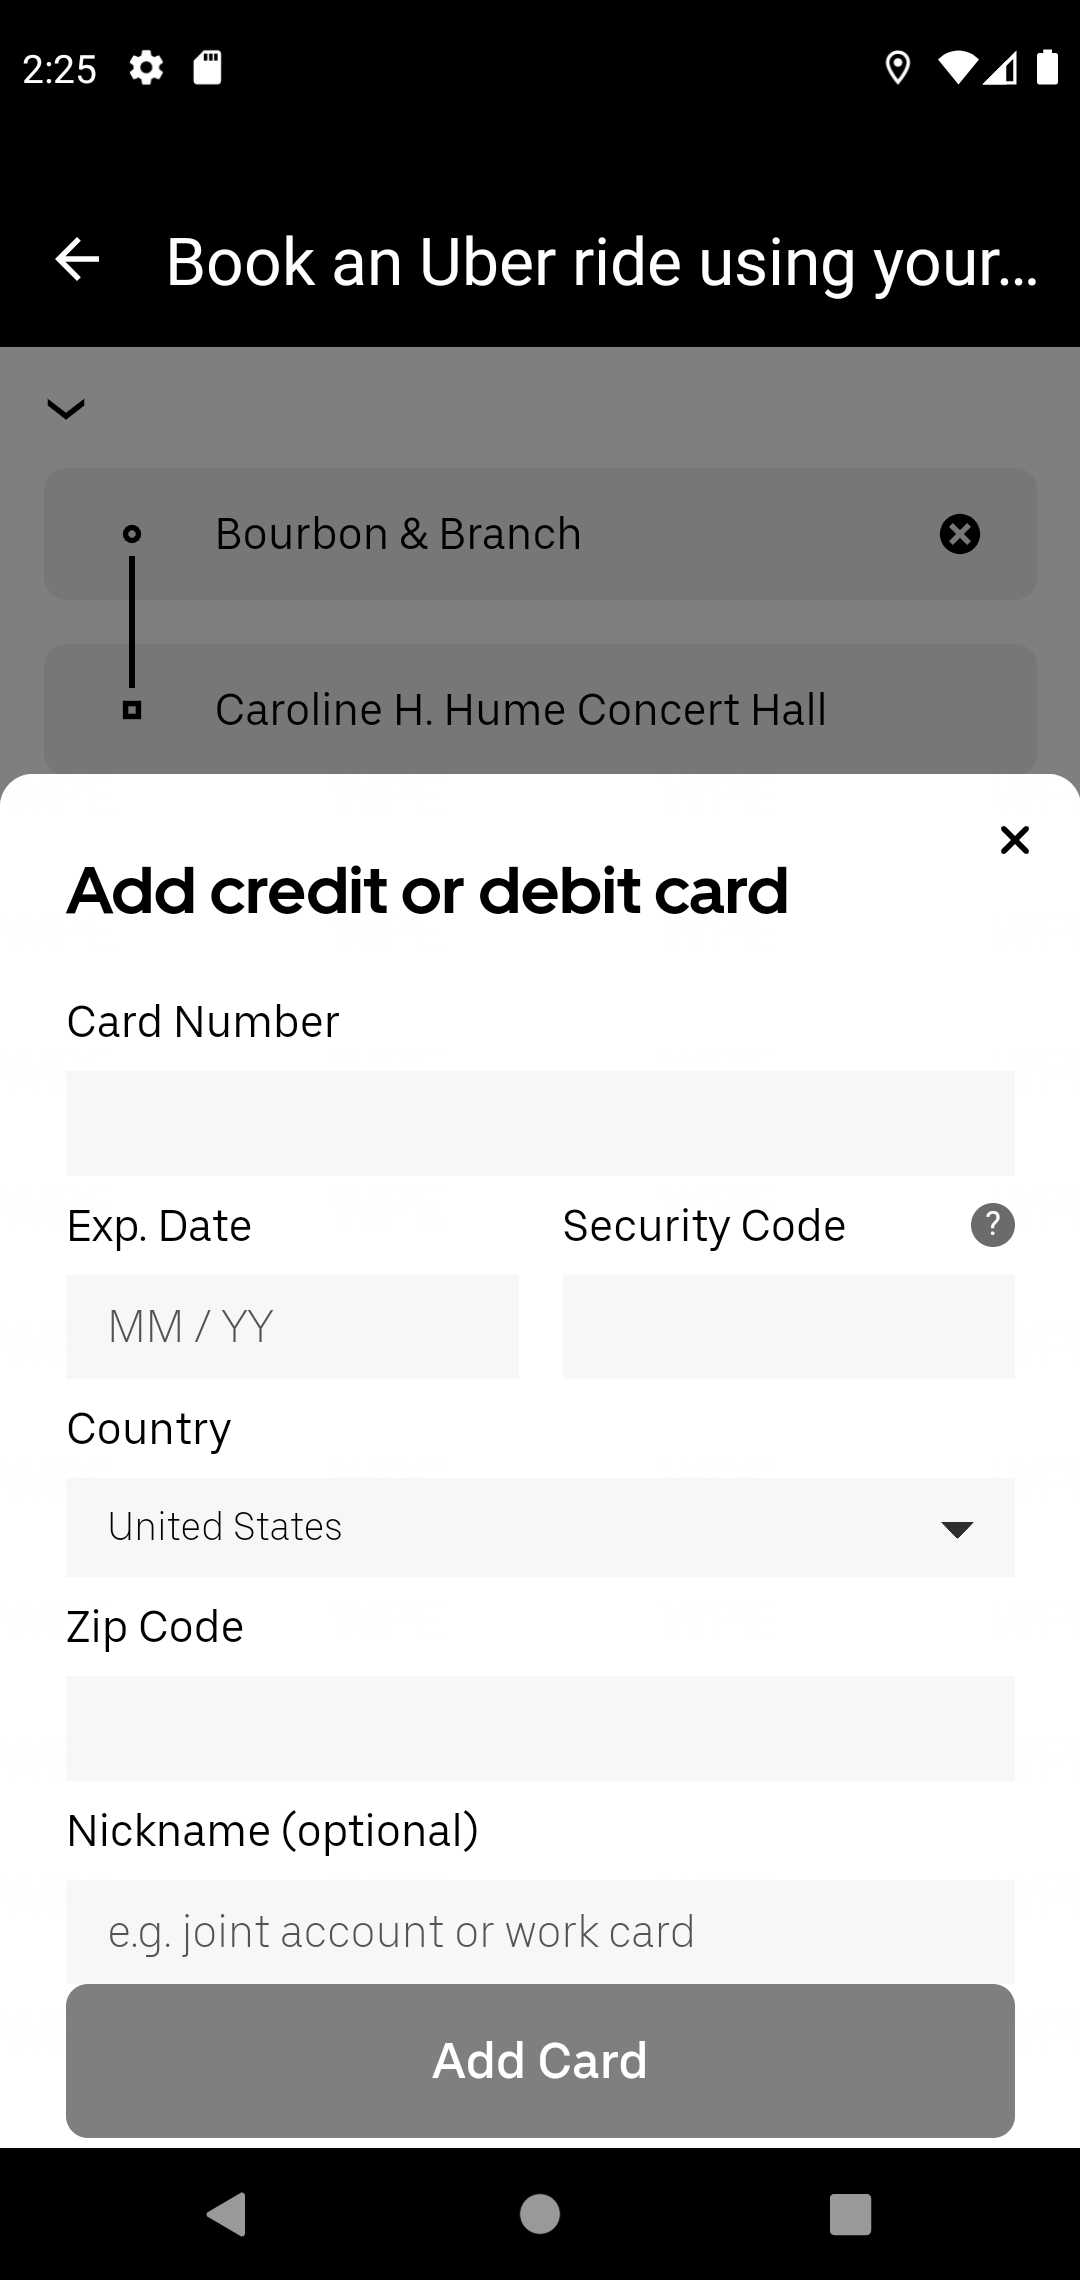 2:25
Book an Uber ride using your...
Bourbon & Branch
Caroline H. Hume Concert Hall
Add credit or debit card
Card Number
Exp. Date
Security Code
?
MM / YY
Country
United States
Zip Code
Nickname (optional)
e.g. joint account or work card
Add Card